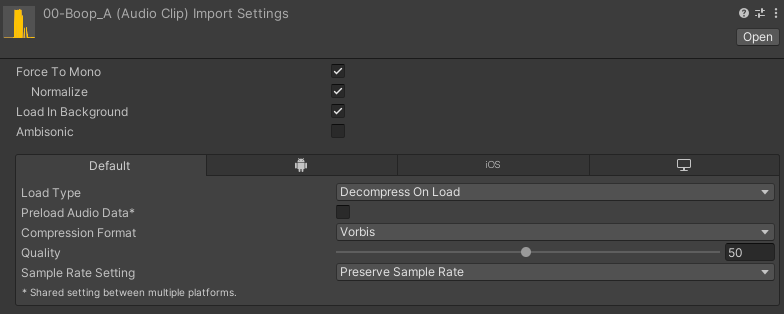 00-Boop_A (Audio Clip) Import Settings
Open
Force To Mono
Normalize
Load In Background
Ambisonic
Default iOS
Load Type Decompress On Load
Preload Audio Data*
Compression Format Vorbis
Quality 50
Sample Rate Setting Preserve Sample Rate
* Shared setting between multiple platforms.